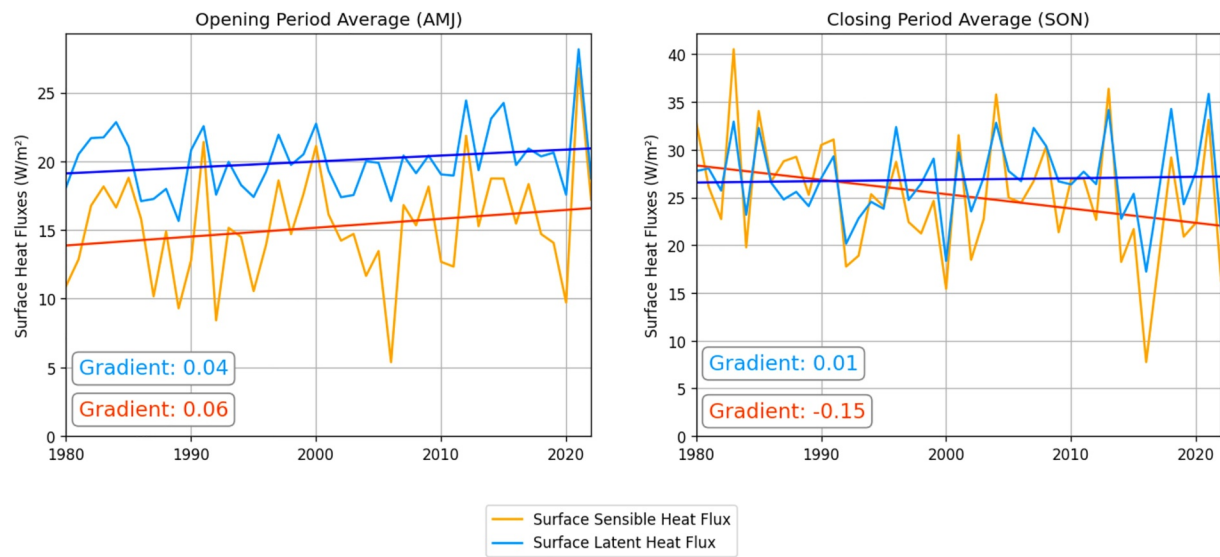 Opening Period Average (AMJ)
Surface Heat Fluxes (W/m²)
25
20
15
10
5
0
Gradient: 0.04
Gradient: 0.06
1980
1990
2000
2010
2020
Closing Period Average (SON)
Surface Heat Fluxes (W/m²)
40
35
30
25
20
15
10
5
0
Gradient: 0.01
Gradient: -0.15
1980
1990
2000
2010
2020
Surface Sensible Heat Flux
Surface Latent Heat Flux